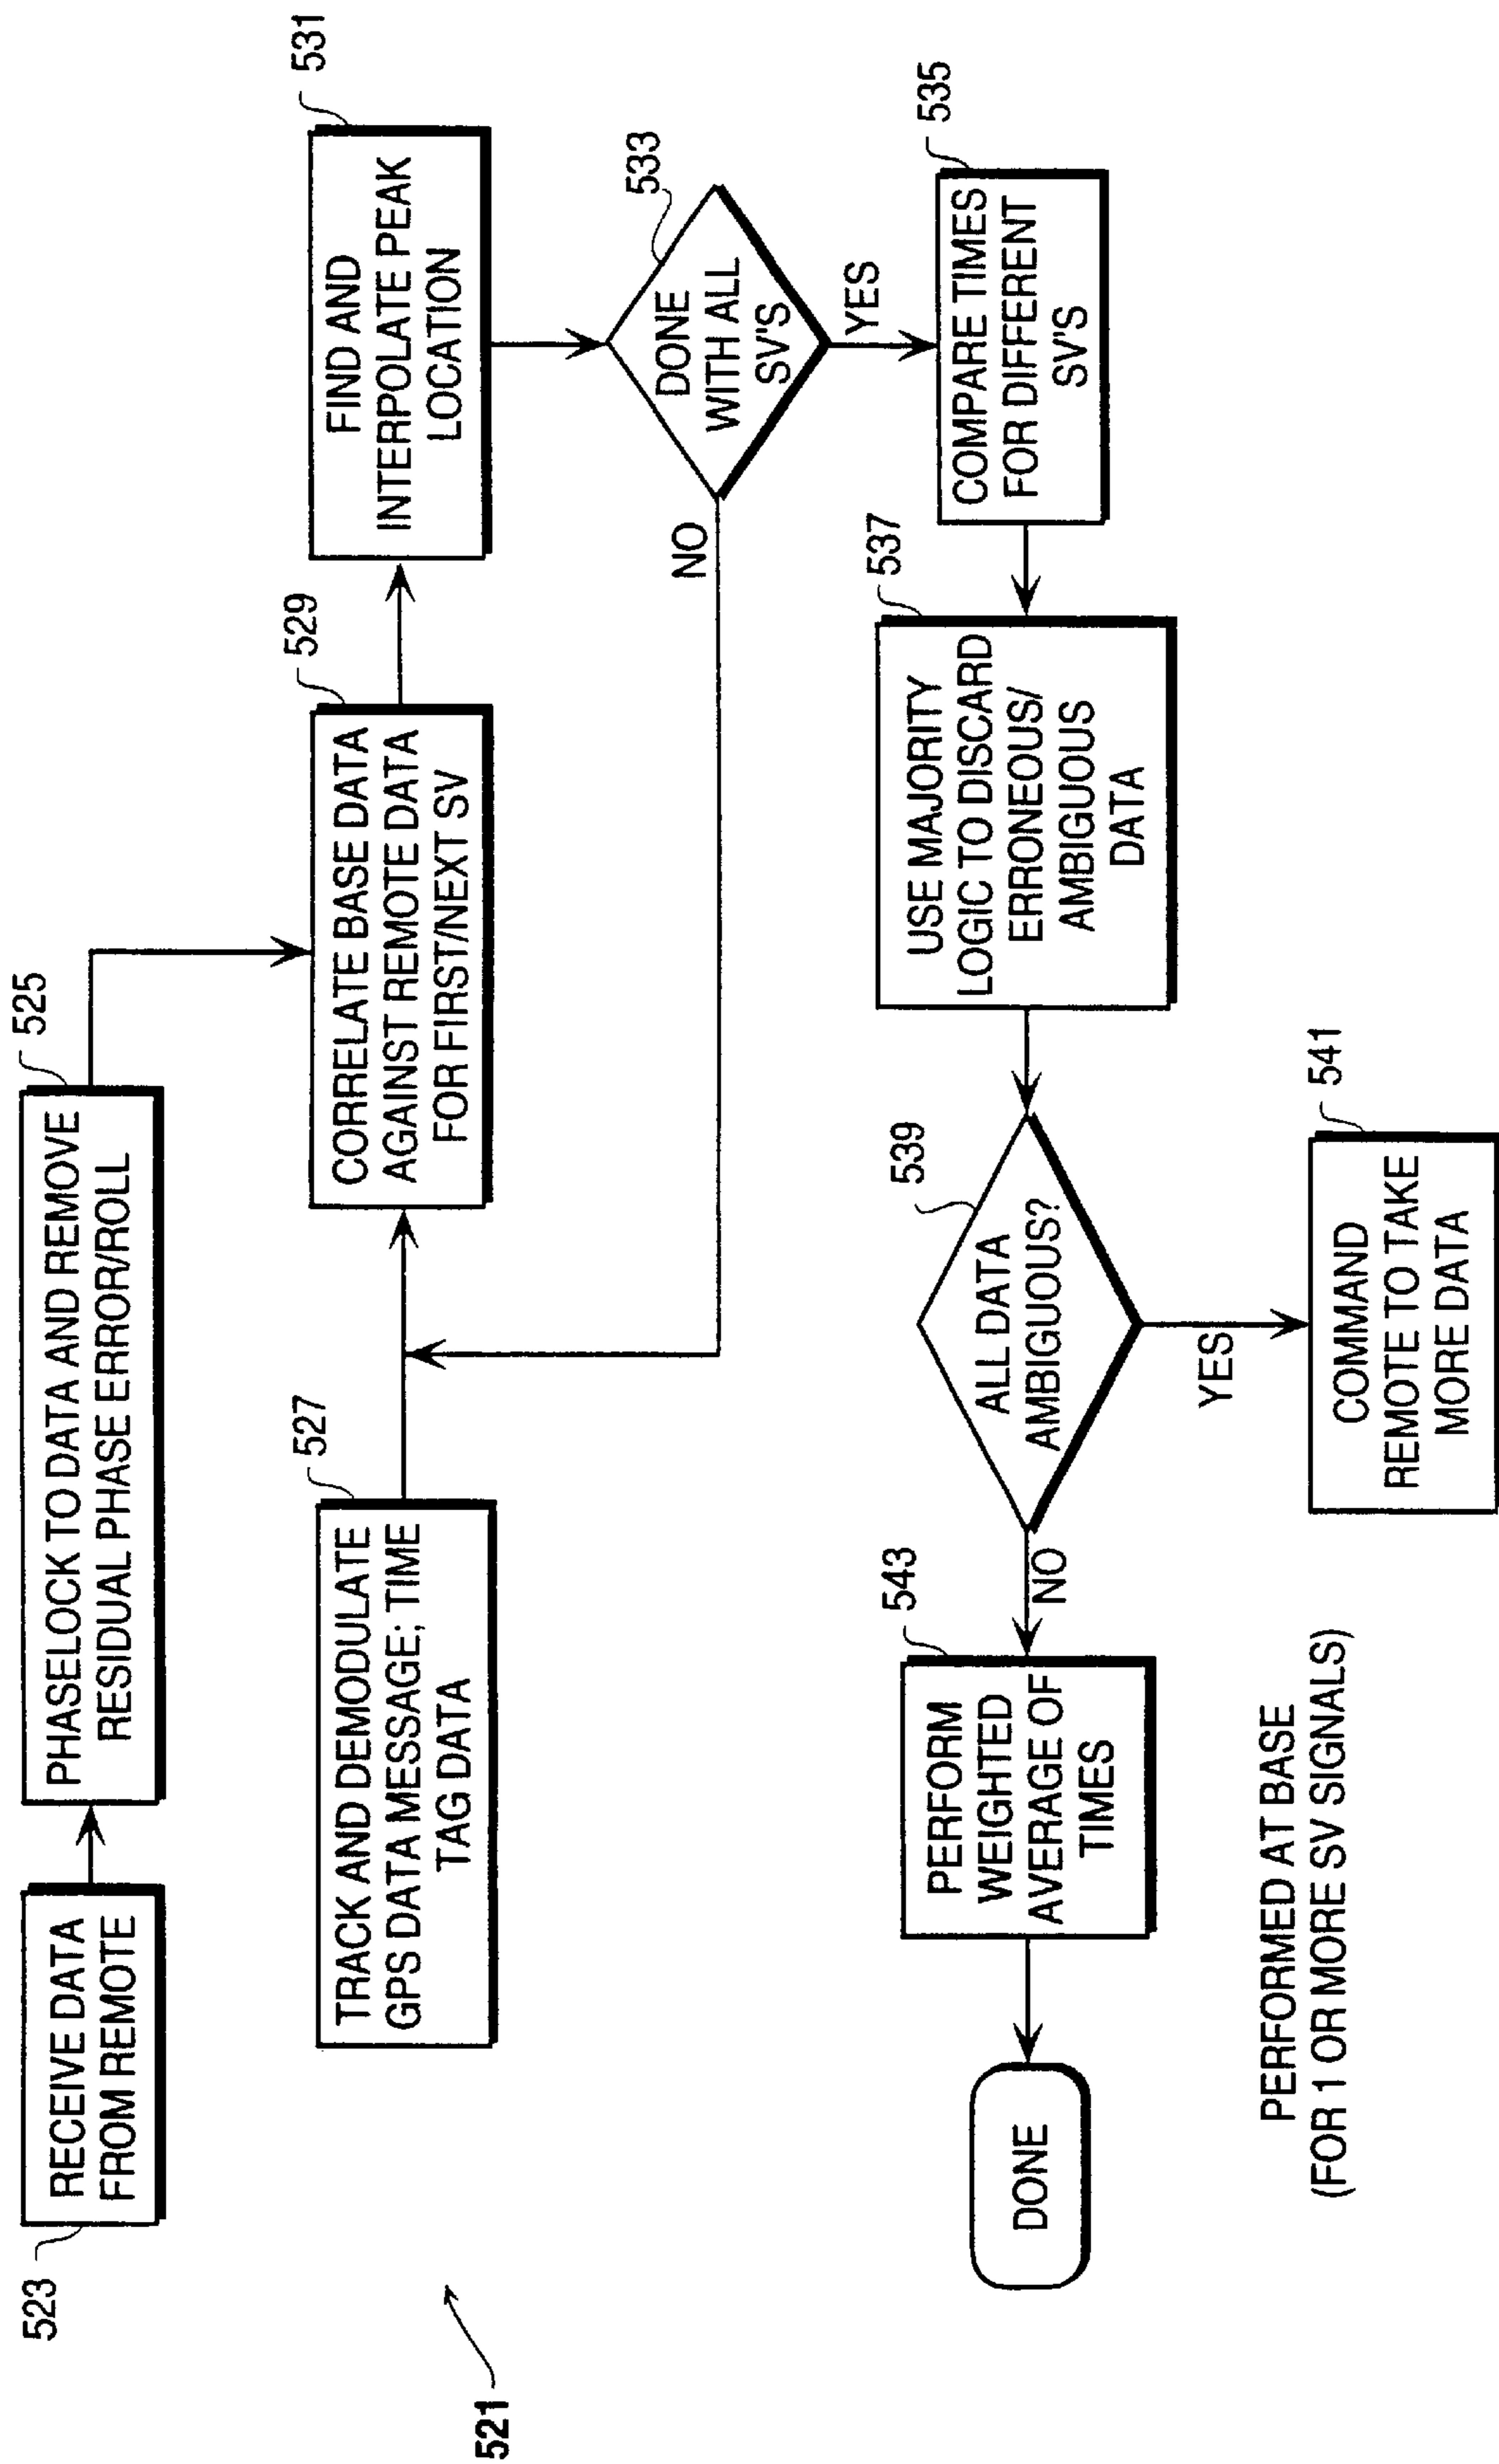 523
RECEIVE DATA
FROM REMOTE
525
PHASELOCK TO DATA AND REMOVE
RESIDUAL PHASE ERROR/ROLL
521
527
TRACK AND DEMODULATE
GPS DATA MESSAGE; TIME
TAG DATA
529
CORRELATE BASE DATA
AGAINST REMOTE DATA
FOR FIRST/NEXT SV
531
FIND AND
INTERPOLATE PEAK
LOCATION
533
DONE
WITH ALL
SV'S
NO
YES
535
COMPARE TIMES
FOR DIFFERENT
SV'S
537
USE MAJORITY
LOGIC TO DISCARD
ERRONEOUS/
AMBIGUOUS
DATA
539
ALL DATA
AMBIGUOUS?
YES
541
COMMAND
REMOTE TO TAKE
MORE DATA
NO
543
PERFORM
WEIGHTED
AVERAGE OF
TIMES
DONE
PERFORMED AT BASE
(FOR 1 OR MORE SV SIGNALS)